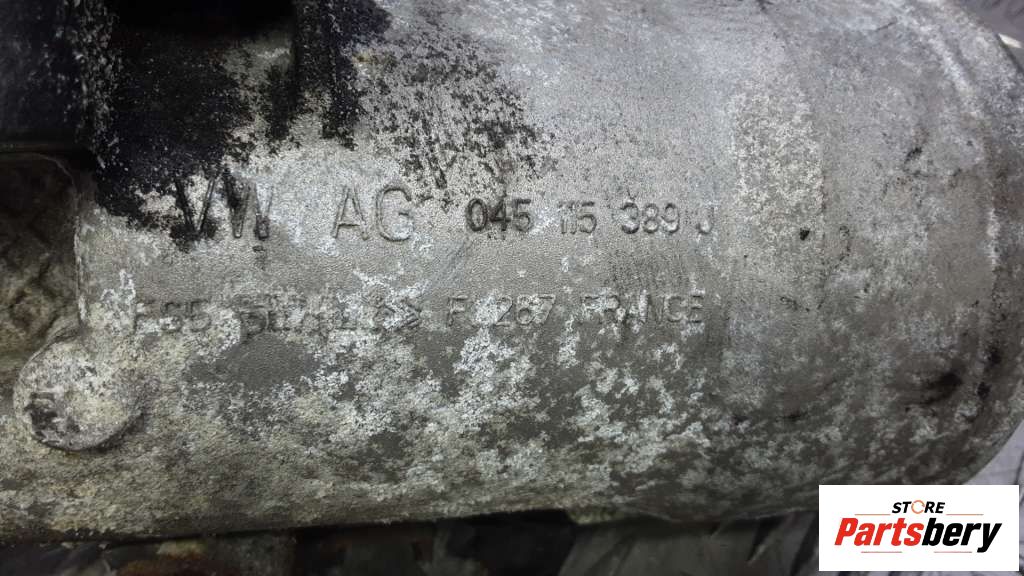 VW AG 045 115 389 J
F 267 FRANCE
STORE
Partsbery